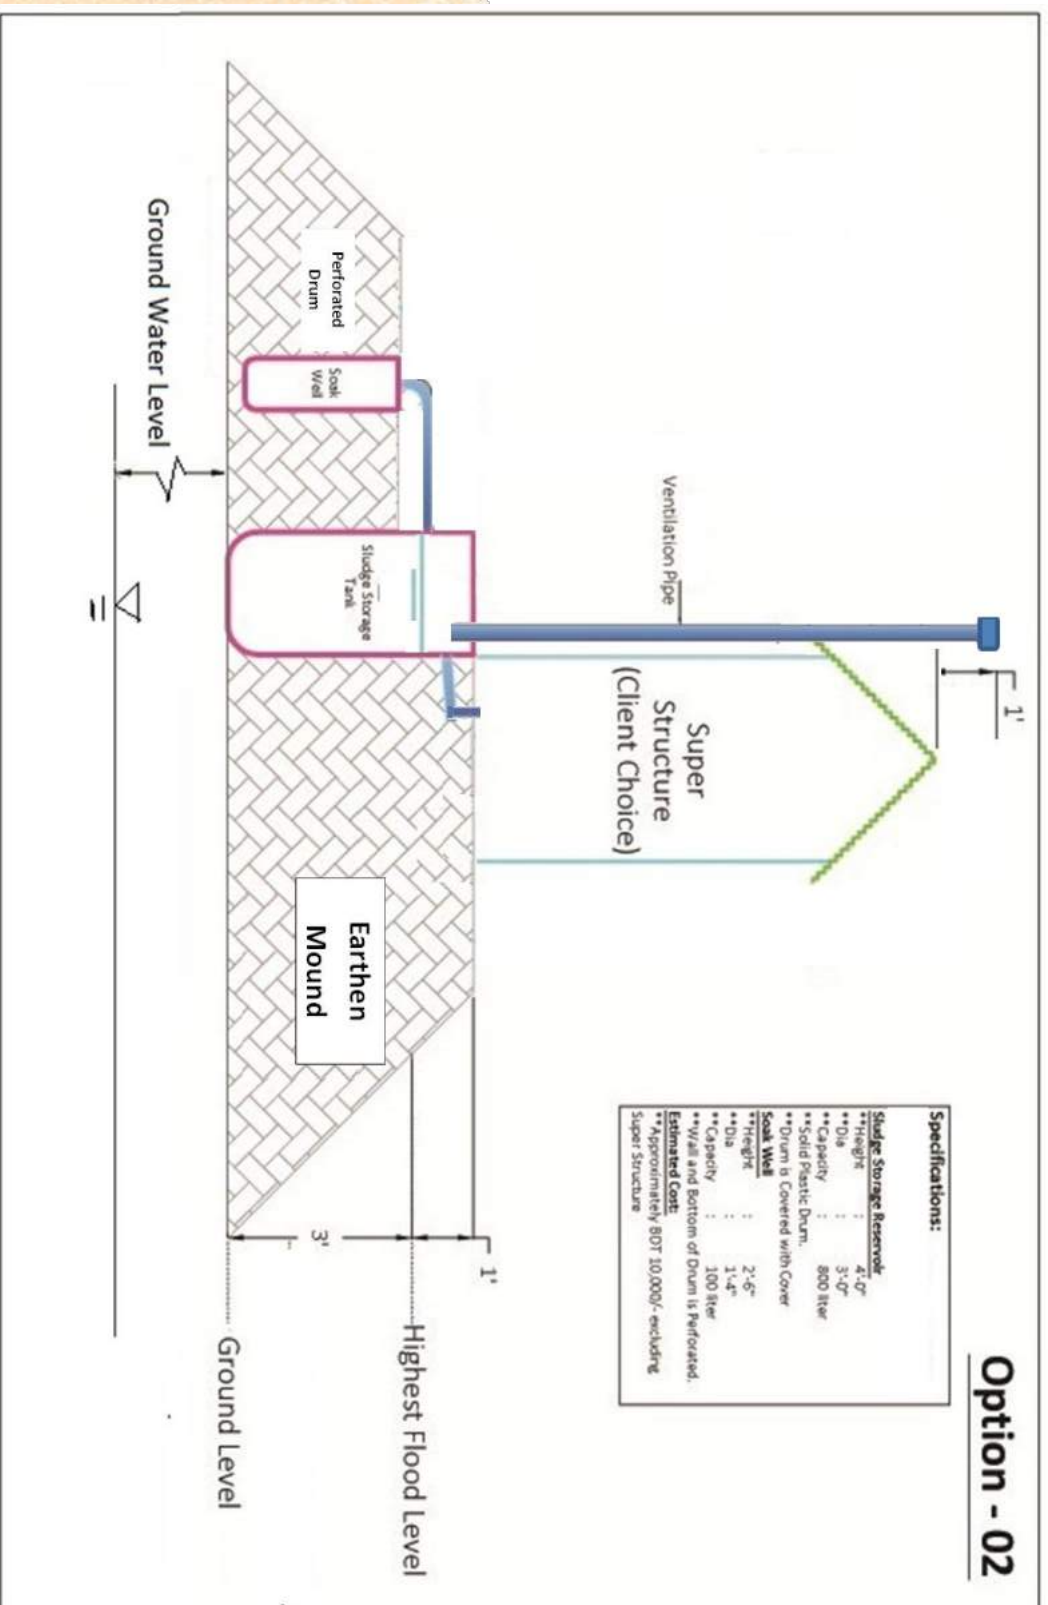 Option - 02
Specifications:
Sludge Storage Reservoir
**Height : 4'-0"
**Dia : 3'-0"
**Capacity : 800 liter
**Solid Plastic Drum.
**Drum is Covered with Cover
Soak Well
**Height : 2'-6"
**Dia : 1'-4"
**Capacity : 100 liter
**Wall and Bottom of Drum is Perforated.
Estimated Cost:
**Approximately BDT 10,000/- excluding
Super Structure
1'
Ventilation Pipe
Super
Structure
(Client Choice)
1'
Highest Flood Level
3'
Ground Level
Perforated
Drum
Soak
Well
Sludge Storage
Tank
Earthen
Mound
Ground Water Level